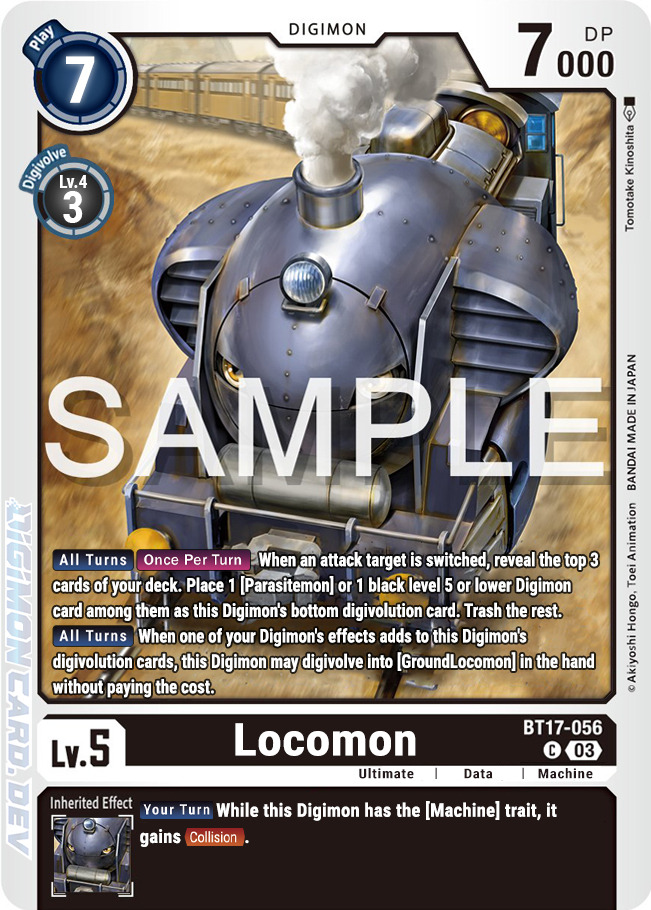 DIGIMON
Play
7
7000
DP
Digivolve
Lv.4
3
Tomotake Kinoshita
SAMPLE
BANDAI MADE IN JAPAN
© Akiyoshi Hongo, Toei Animation
DIGIMONCARD.DEV
All Turns Once Per Turn When an attack target is switched, reveal the top 3
cards of your deck. Place 1 [Parasitemon] or 1 black level 5 or lower Digimon
card among them as this Digimon's bottom digivolution card. Trash the rest.
All Turns When one of your Digimon's effects adds to this Digimon's
digivolution cards, this Digimon may digivolve into [GroundLocomon] in the hand
without paying the cost.
Lv.5
Locomon
BT17-056
C 03
Ultimate | Data | Machine
Inherited Effect
Your Turn While this Digimon has the [Machine] trait, it
gains Collision.